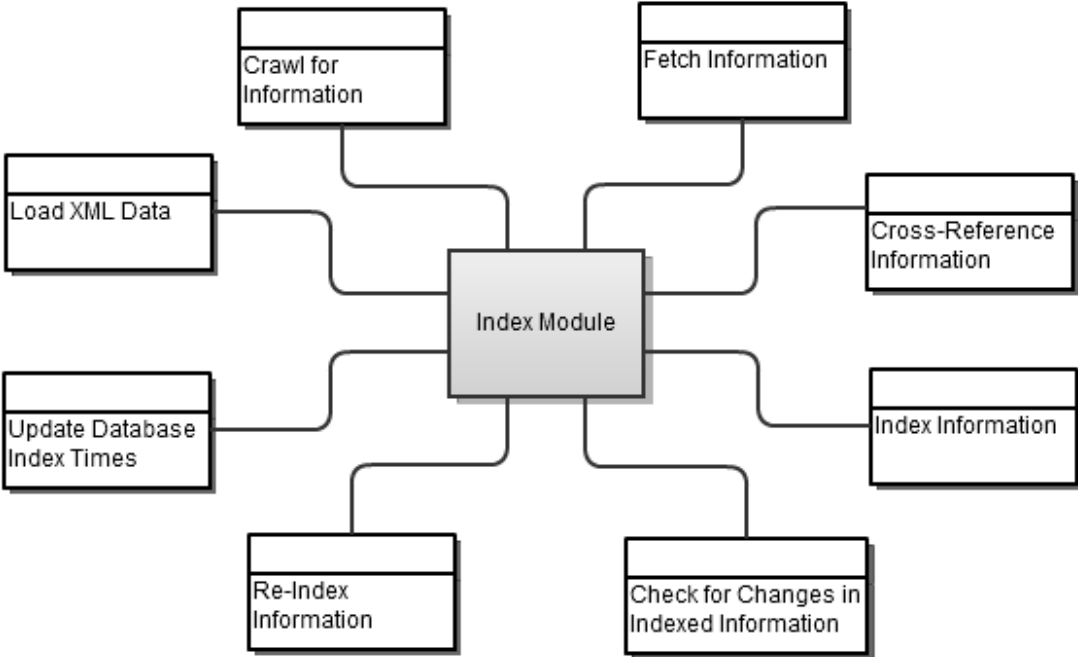 Crawl for
Information
Fetch Information
Load XML Data
Cross-Reference
Information
Index Module
Update Database
Index Times
Index Information
Re-Index
Information
Check for Changes in
Indexed Information